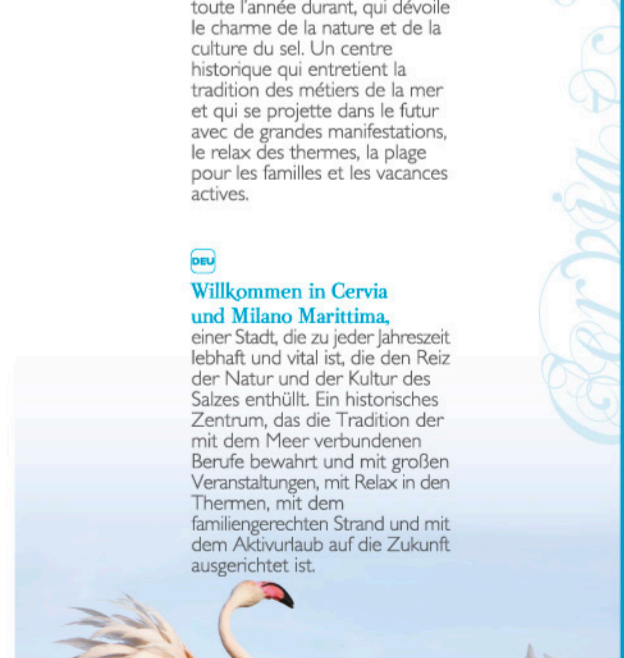 toute l'année durant, qui dévoile
le charme de la nature et de la
culture du sel. Un centre
historique qui entretient la
tradition des métiers de la mer
et qui se projette dans le futur
avec de grandes manifestations,
le relax des thermes, la plage
pour les familles et les vacances
actives.
DEU
Willkommen in Cervia
und Milano Marittima,
einer Stadt, die zu jeder Jahreszeit
lebhaft und vital ist, die den Reiz
der Natur und der Kultur des
Salzes enthüllt. Ein historisches
Zentrum, das die Tradition der
mit dem Meer verbundenen
Berufe bewahrt und mit großen
Veranstaltungen, mit Relax in den
Thermen, mit dem
familiengerechten Strand und mit
dem Aktivurlaub auf die Zukunft
ausgerichtet ist.
Cervia